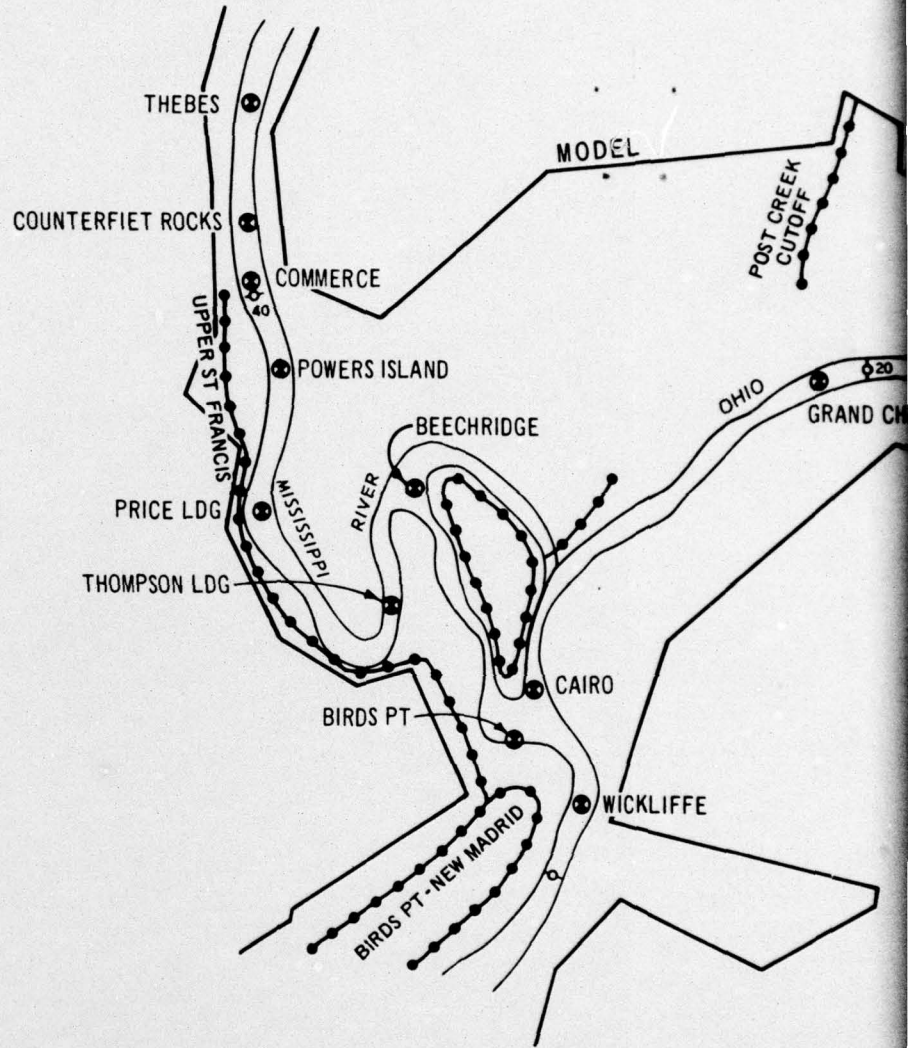 THEBES
MODEL
POST CREEK
CUTOFF
COUNTERFIET ROCKS
COMMERCE
40
UPPER ST FRANCIS
POWERS ISLAND
OHIO
20
GRAND CH
BEECHRIDGE
MISSISSIPPI
RIVER
PRICE LDG
THOMPSON LDG
CAIRO
BIRDS PT
WICKLIFFE
BIRDS PT - NEW MADRID